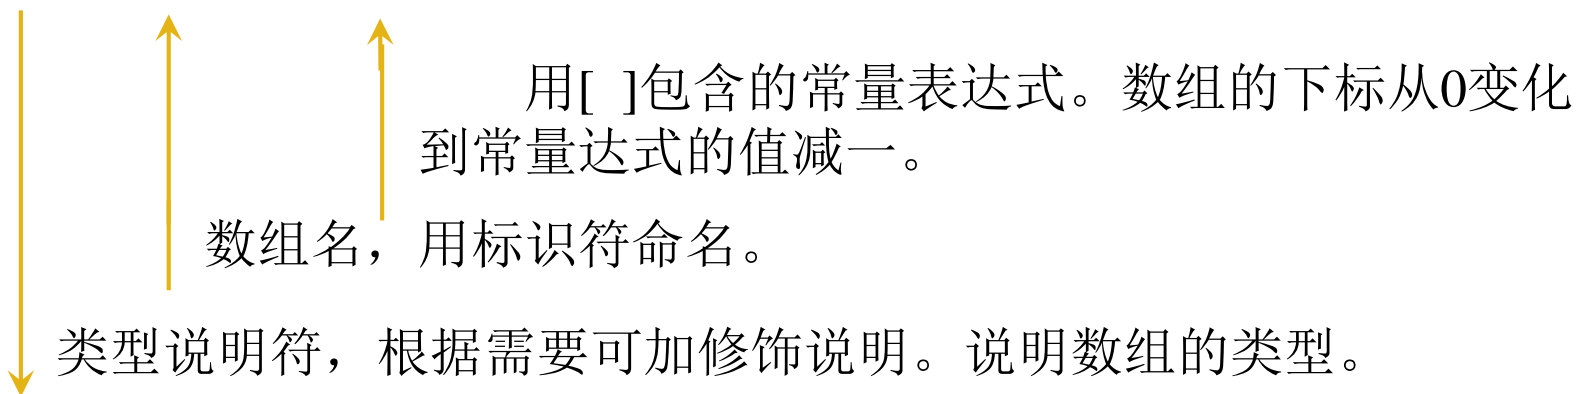 用[ ]包含的常量表达式。数组的下标从0变化
到常量达式的值减一。
数组名，用标识符命名。
类型说明符，根据需要可加修饰说明。说明数组的类型。